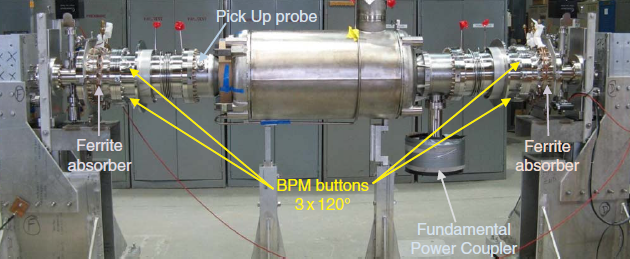 Pick Up probe
Ferrite
absorber
BPM buttons
3 x 120°
Ferrite
absorber
Fundamental
Power Coupler